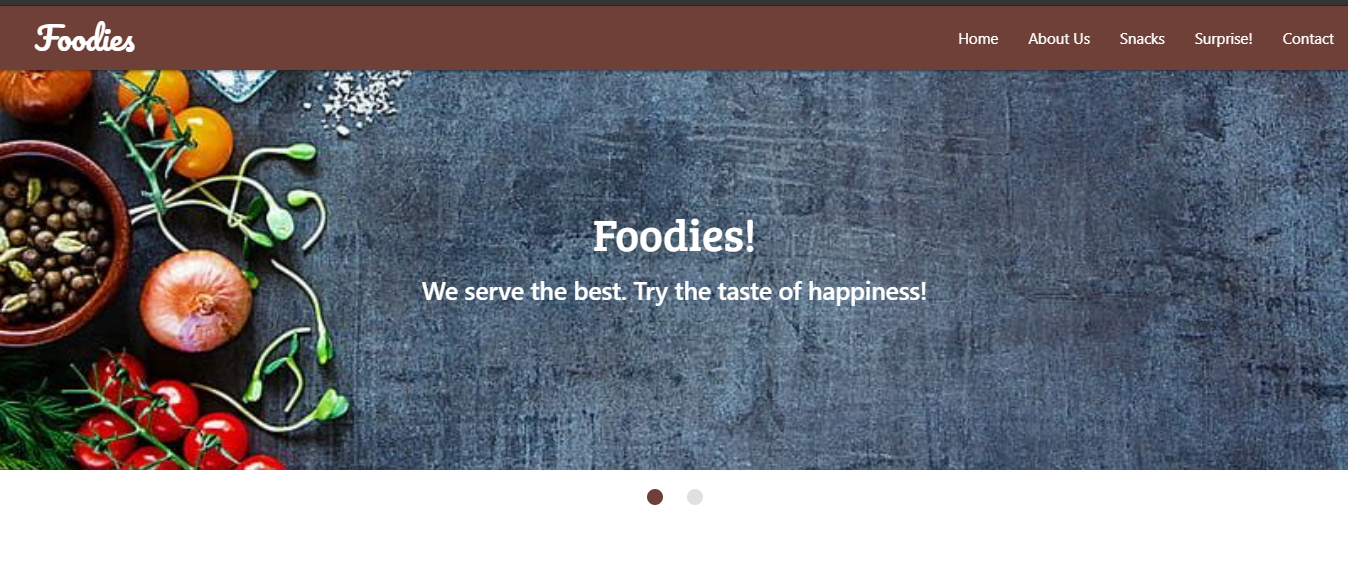 Foodies
Home About Us Snacks Surprise! Contact
Foodies!
We serve the best. Try the taste of happiness!